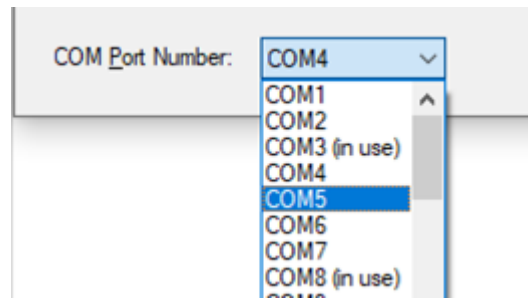 COM Port Number: COM4
COM1
COM2
COM3 (in use)
COM4
COM5
COM6
COM7
COM8 (in use)